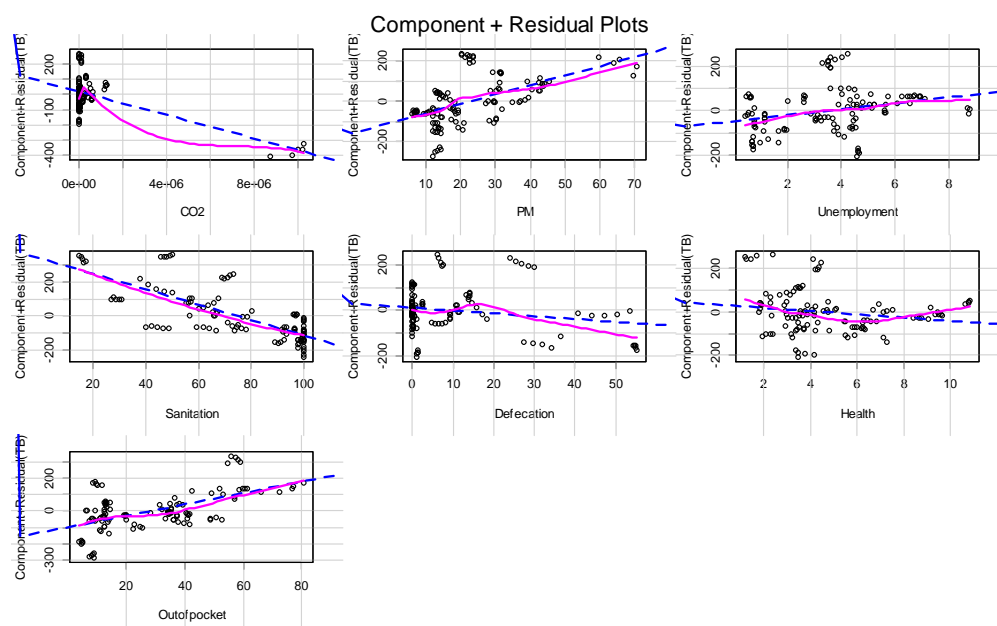 Component + Residual Plots
Component+Residual(TB)
-400 -100 200
0e+00 4e+06 8e+06
CO2
Component+Residual(TB)
-200 0 200
10 20 30 40 50 60 70
PM
Component+Residual(TB)
-200 0 200
2 4 6 8
Unemployment
Component+Residual(TB)
-200 0 200
20 40 60 80 100
Sanitation
Component+Residual(TB)
-200 0 200
0 10 20 30 40 50
Defecation
Component+Residual(TB)
-200 0 200
2 4 6 8 10
Health
Component+Residual(TB)
-300 0 200
20 40 60 80
Outofpocket